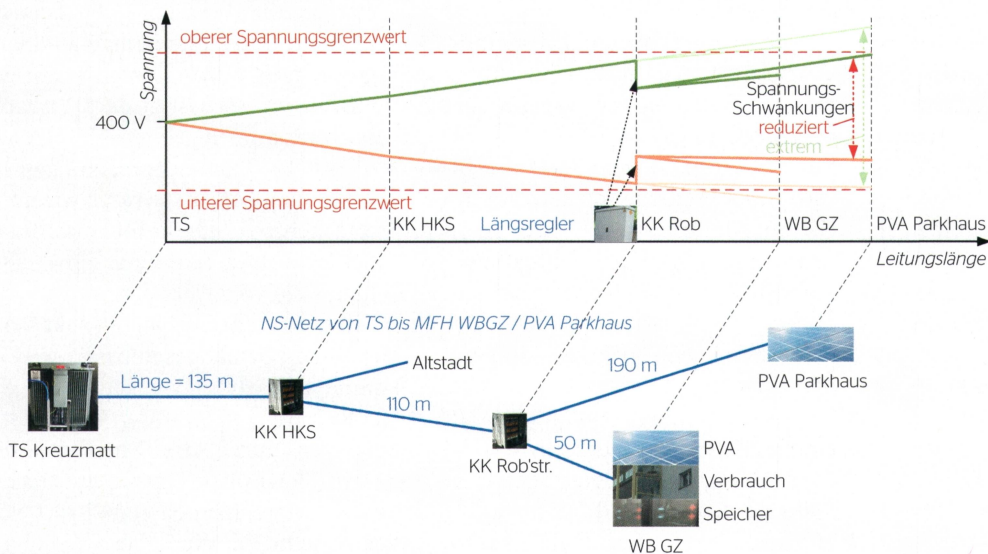 Spannung
oberer Spannungsgrenzwert
400 V
Spannungs-
Schwankungen
reduziert
extrem
unterer Spannungsgrenzwert
TS
KK HKS
Längsregler
KK Rob
WB GZ
PVA Parkhaus
Leitungslänge
NS-Netz von TS bis MFH WBGZ / PVA Parkhaus
Länge = 135 m
Altstadt
190 m
110 m
50 m
PVA Parkhaus
TS Kreuzmatt
KK HKS
KK Rob'str.
PVA
Verbrauch
Speicher
WB GZ